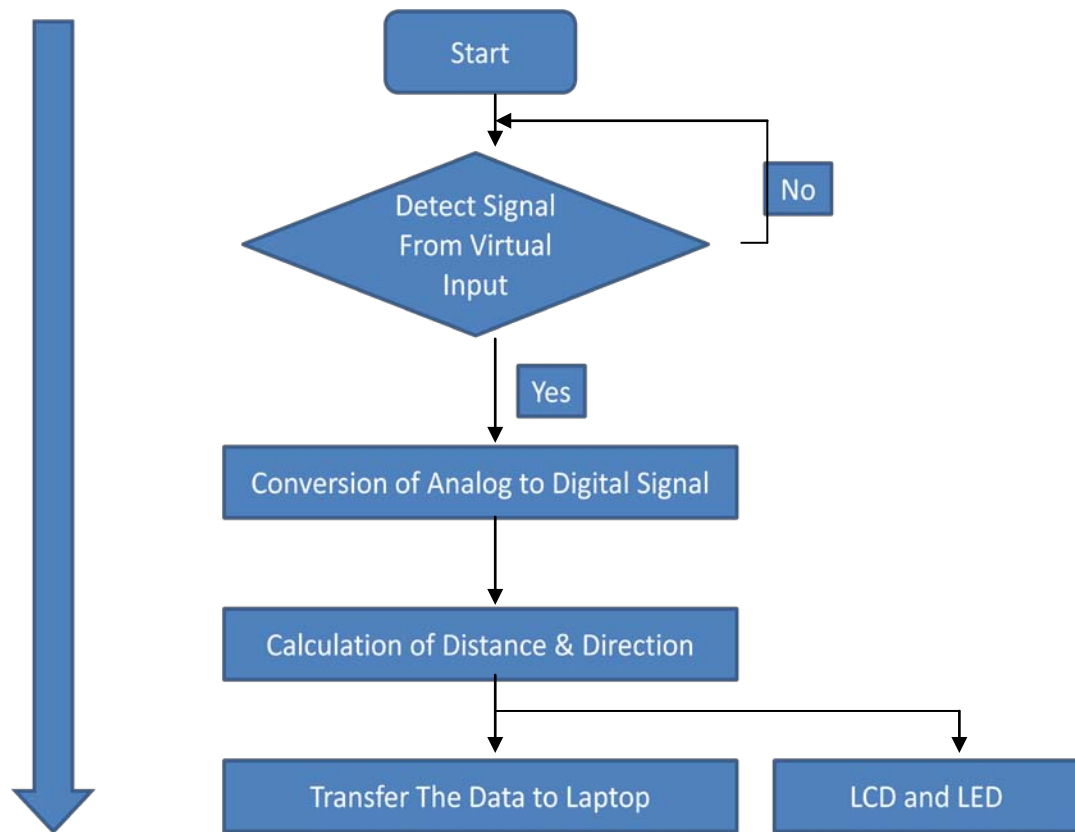 Start
No
Detect Signal
From Virtual
Input
Yes
Conversion of Analog to Digital Signal
Calculation of Distance & Direction
Transfer The Data to Laptop
LCD and LED